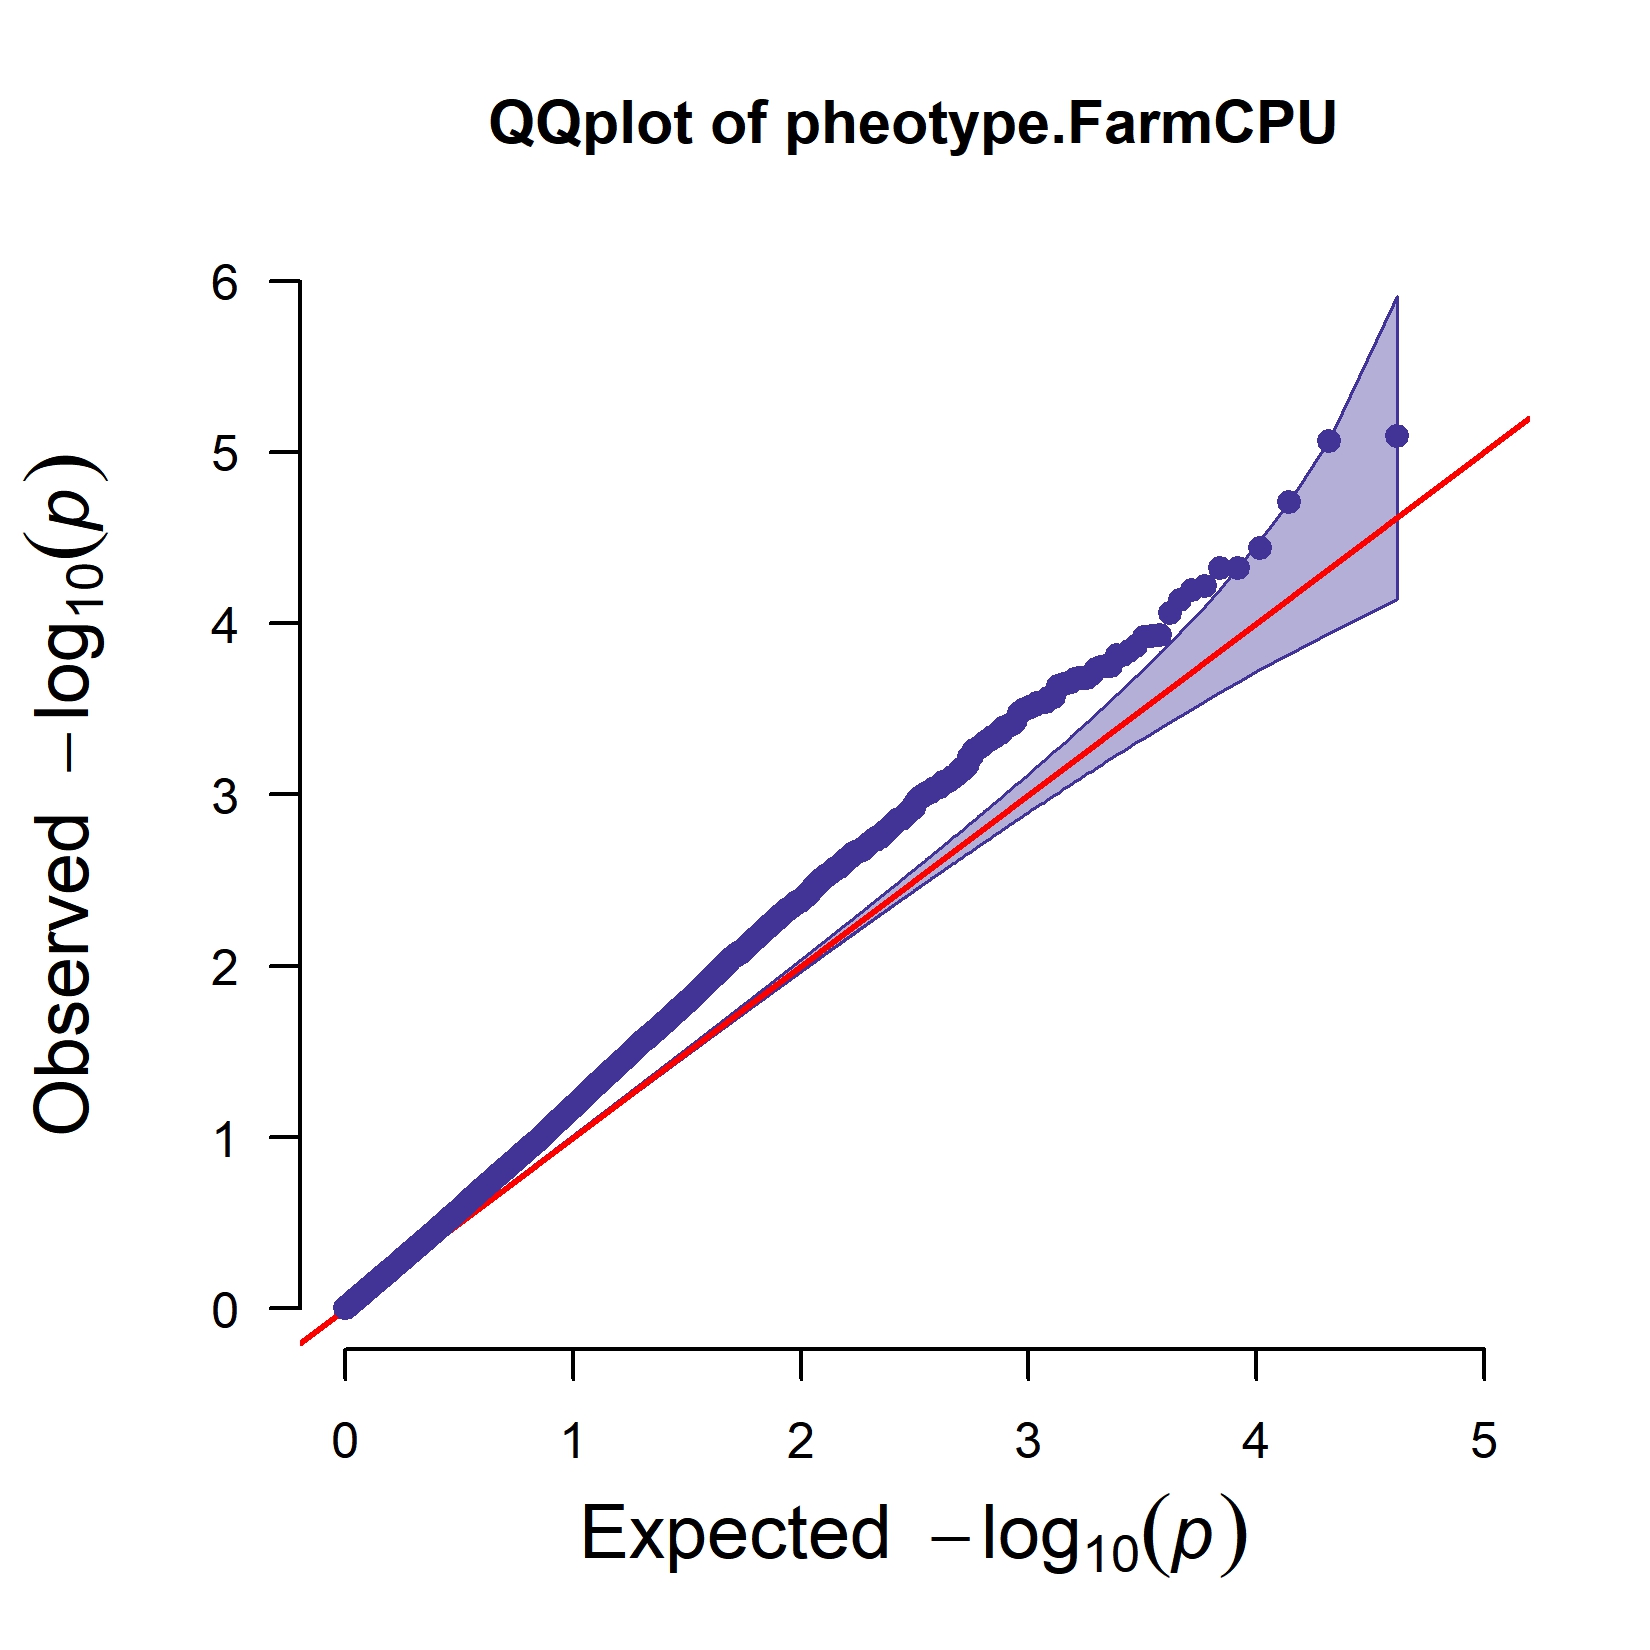 QQplot of pheotype.FarmCPU
6
5
4
3
2
1
0
Observed −log10(p)
0 1 2 3 4 5
Expected −log10(p)